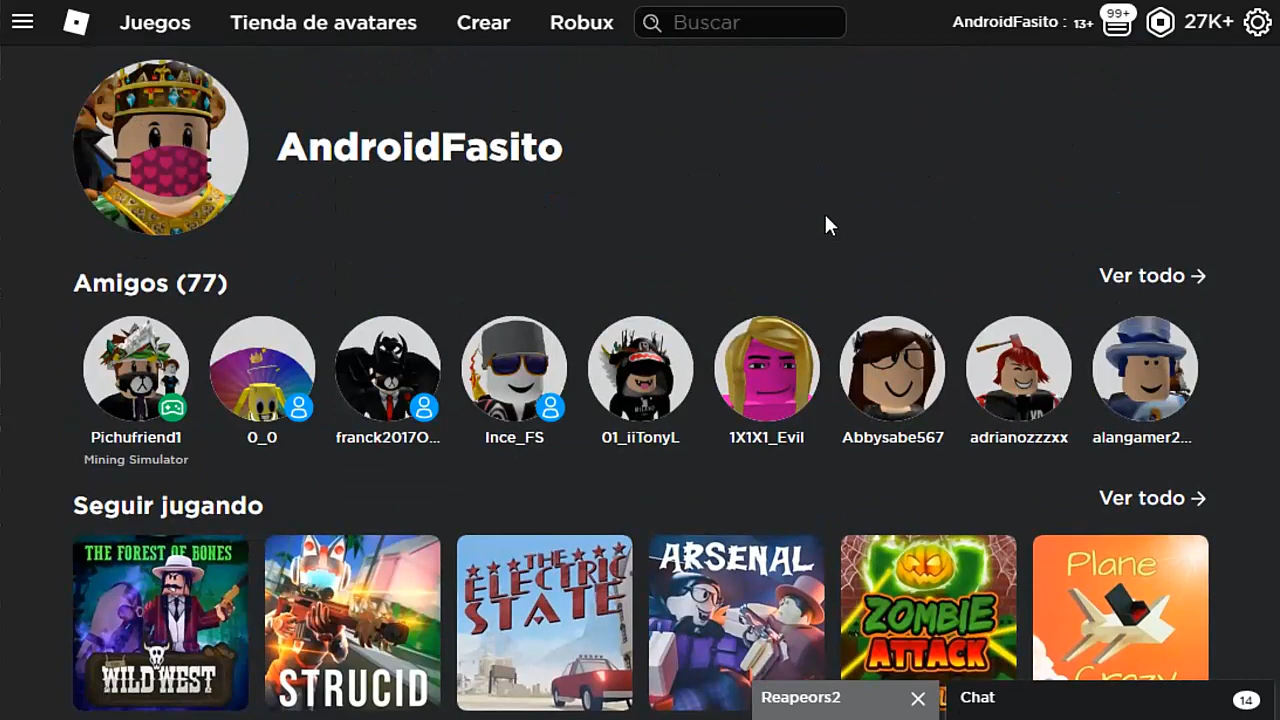 Juegos Tienda de avatares Crear Robux Buscar AndroidFasito : 13+ 99+ 27K+
AndroidFasito
Amigos (77) Ver todo →
Pichufriend1 0_0 franck2017O... Ince_FS 01_iiTonyL 1X1X1_Evil Abbysabe567 adrianozzzxx alangamer2...
Mining Simulator
Seguir jugando Ver todo →
THE FOREST OF BONES
WILD WEST
STRUCID
THE
ELECTRIC
STATE
ARSENAL
ZOMBIE
ATTACK
Plane
Crazy
Reapeors2 Chat 14